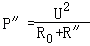 P″ = U² / (R₀ + R″)